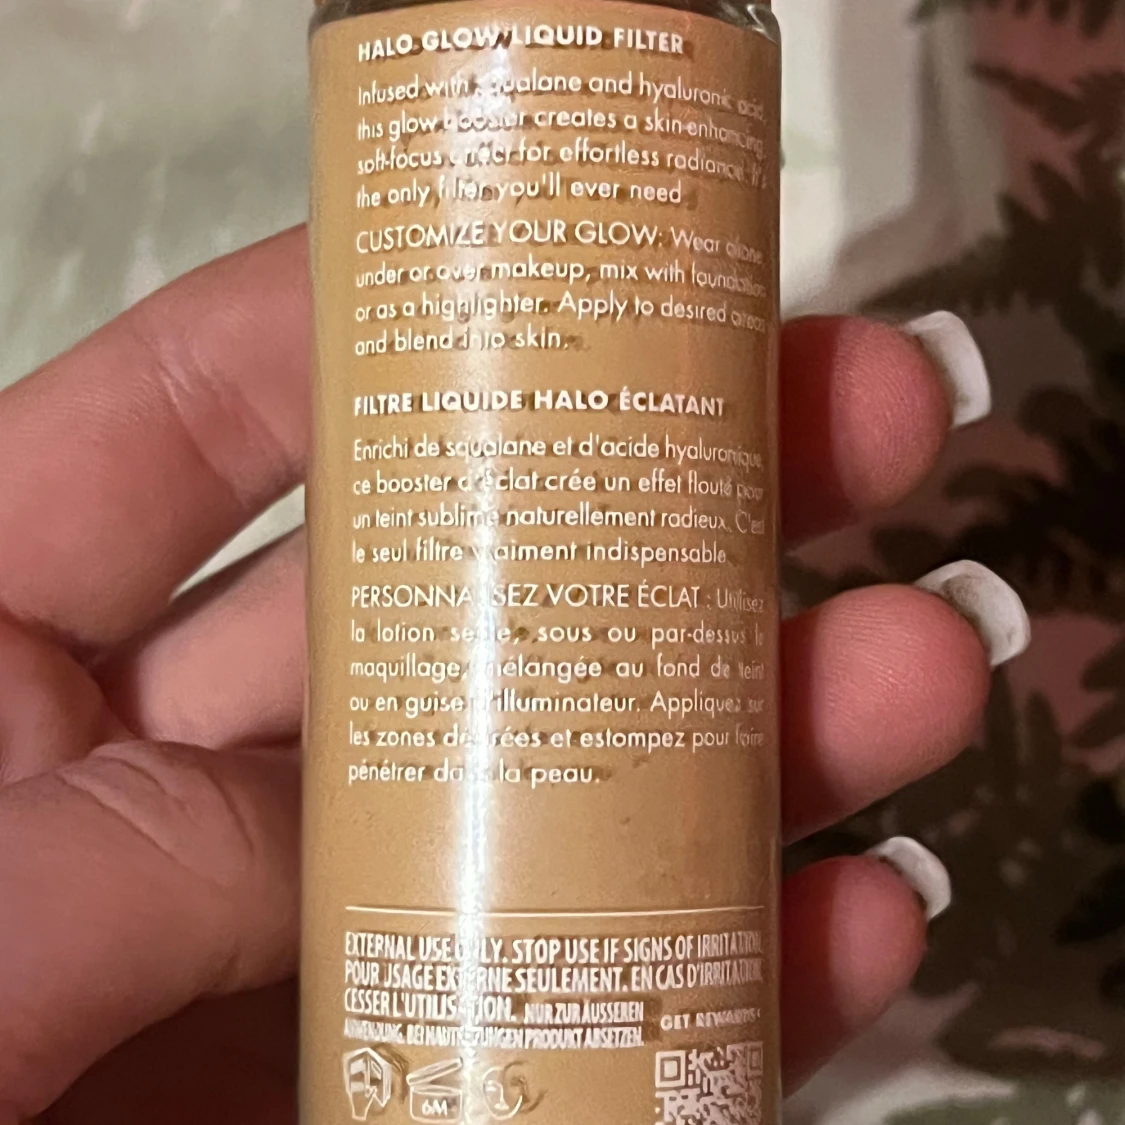 HALO GLOW LIQUID FILTER
Infused with squalane and hyaluronic acid,
this glow booster creates a skin-enhancing
soft-focus effect for effortless radiance. It's
the only filter you'll ever need.
CUSTOMIZE YOUR GLOW: Wear alone
under or over makeup, mix with foundation
or as a highlighter. Apply to desired areas
and blend into skin.
FILTRE LIQUIDE HALO ÉCLATANT
Enrichi de squalane et d'acide hyaluronique,
ce booster d'éclat crée un effet flouté pour
un teint sublimé naturellement radieux. C'est
le seul filtre vraiment indispensable.
PERSONNALISEZ VOTRE ÉCLAT : Utilisez
la lotion seule, sous ou par-dessus le
maquillage, mélangée au fond de teint
ou en guise d'illuminateur. Appliquez sur
les zones désirées et estompez pour faire
pénétrer dans la peau.
EXTERNAL USE ONLY. STOP USE IF SIGNS OF IRRITATION.
POUR USAGE EXTERNE SEULEMENT. EN CAS D'IRRITATION,
CESSER L'UTILISATION. NUR ZUR ÄUSSEREN
ANWENDUNG. BEI HAUTREIZUNGEN PRODUKT ABSETZEN.
GET REWARDS
6M